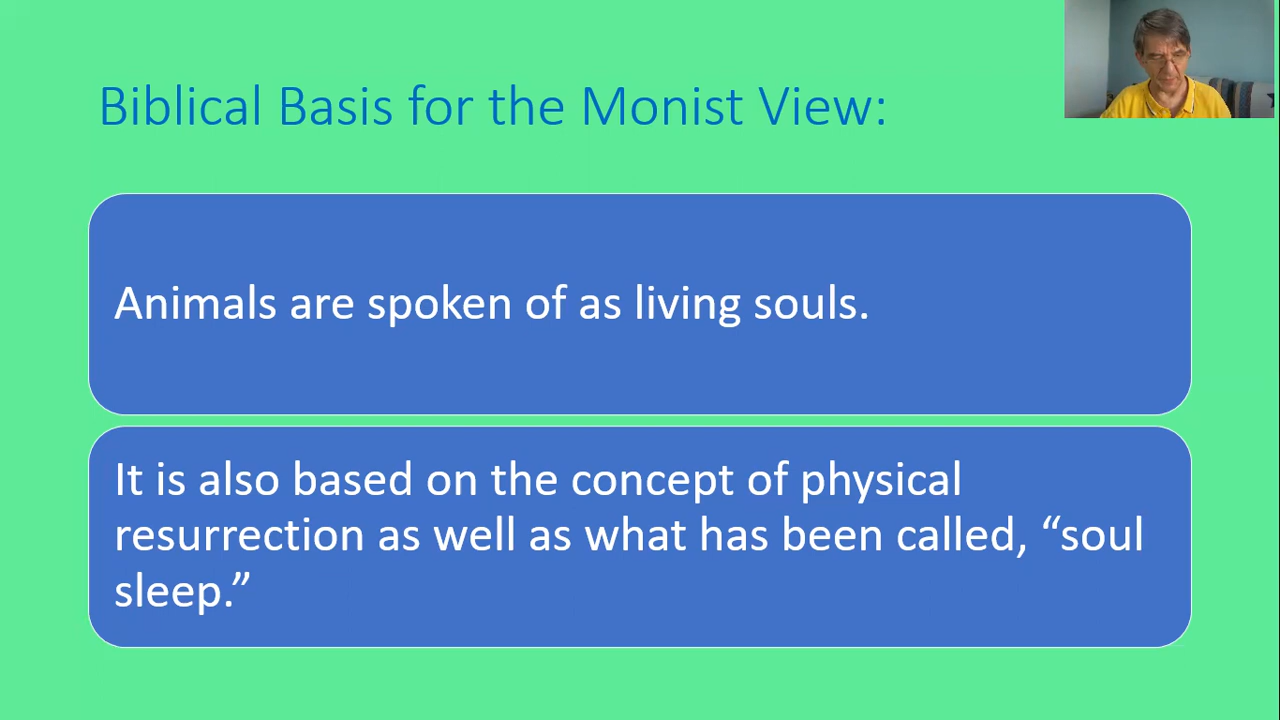 Biblical Basis for the Monist View:
Animals are spoken of as living souls.
It is also based on the concept of physical
resurrection as well as what has been called, “soul
sleep.”